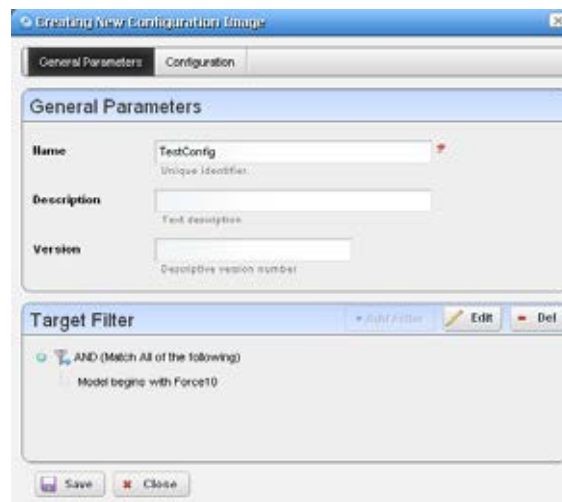 Creating New Configuration Image
General Parameters Configuration
General Parameters
Name TestConfig *
Unique Identifier.
Description
Text description
Version
Descriptive version number
Target Filter Add Filter Edit Del
AND (Match All of the following)
Model begins with Force10
Save Close